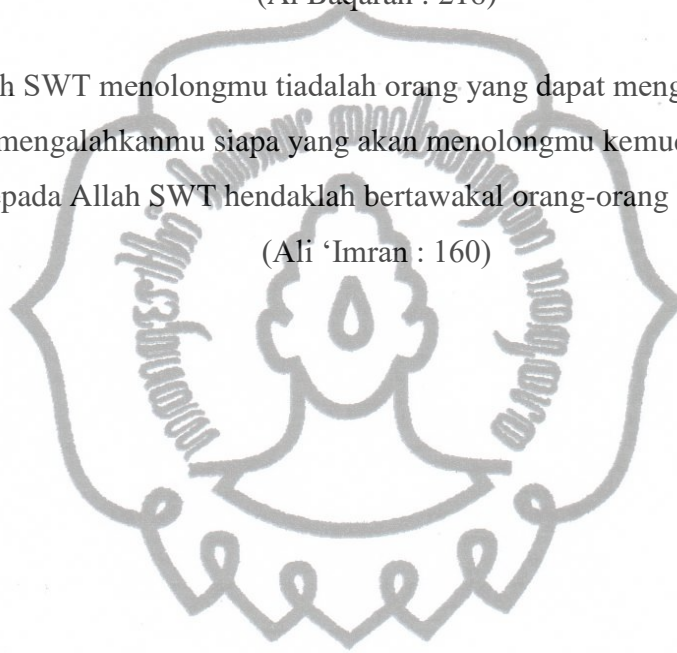 (Al Baqarah : 216)
h SWT menolongmu tiadalah orang yang dapat meng
mengalahkanmu siapa yang akan menolongmu kemu
pada Allah SWT hendaklah bertawakal orang-orang
(Ali ‘Imran : 160)